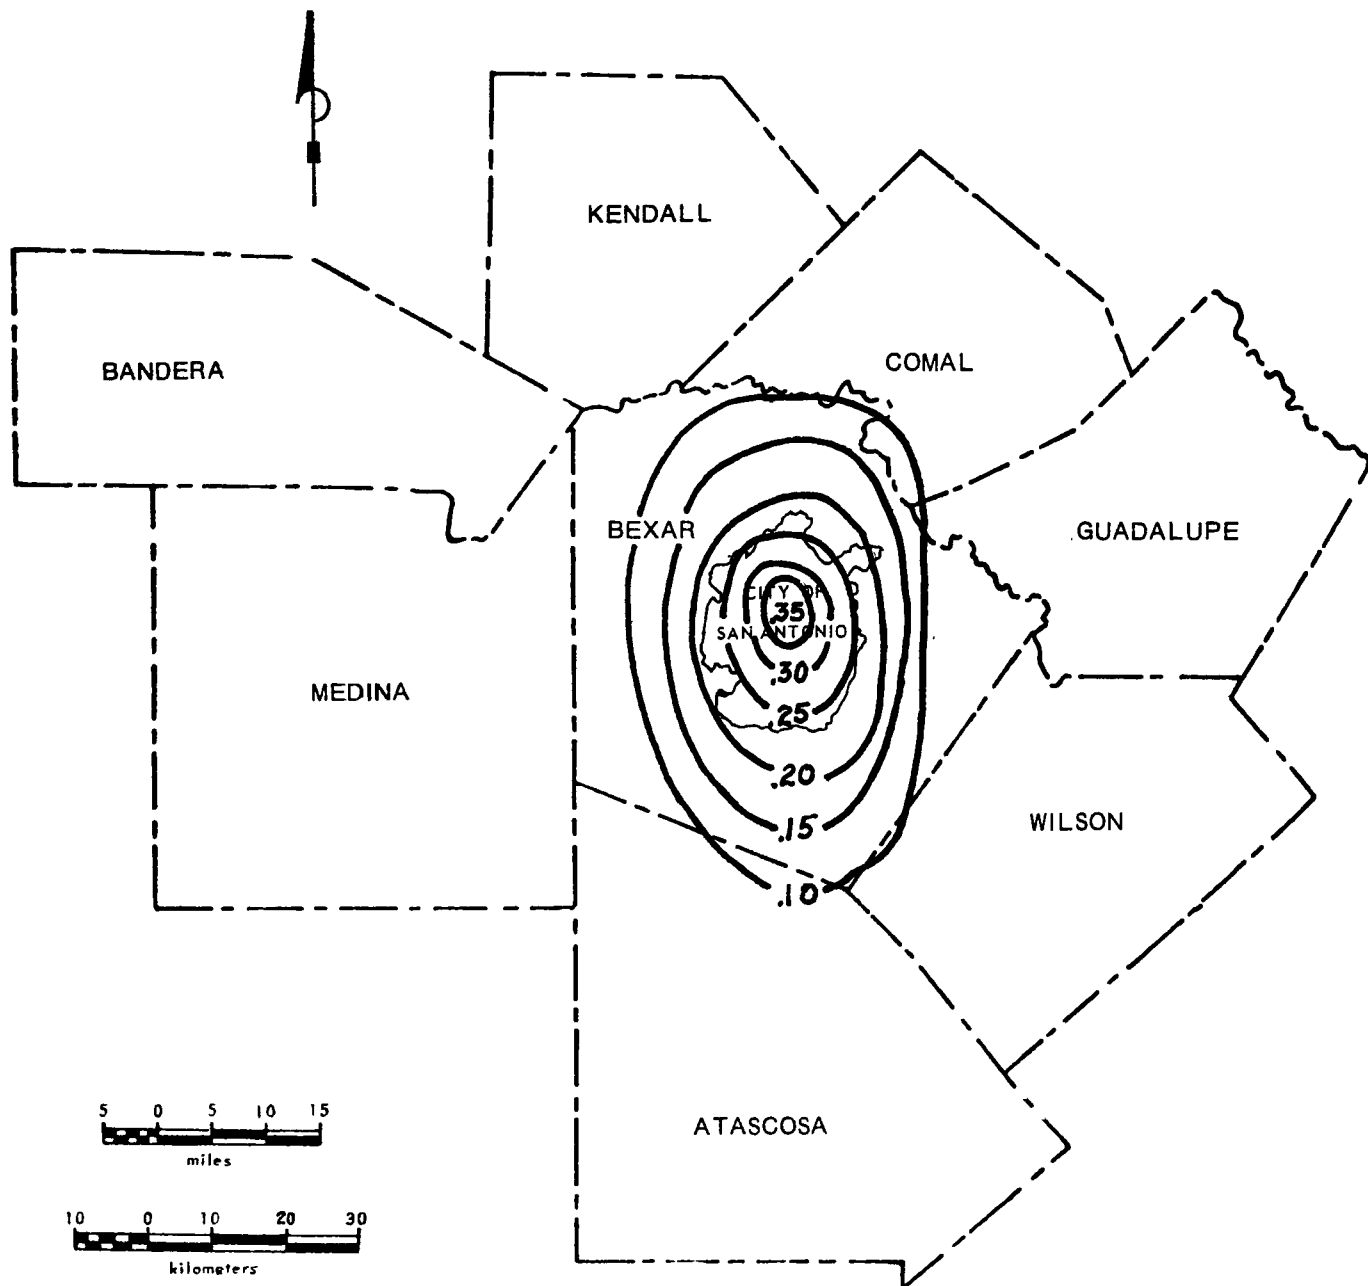 KENDALL
COMAL
BANDERA
BEXAR
GUADALUPE
CITY OF
.35
SAN ANTONIO
.30
MEDINA
.25
.20
.15
WILSON
.10
ATASCOSA
5 0 5 10 15
miles
10 0 10 20 30
kilometers